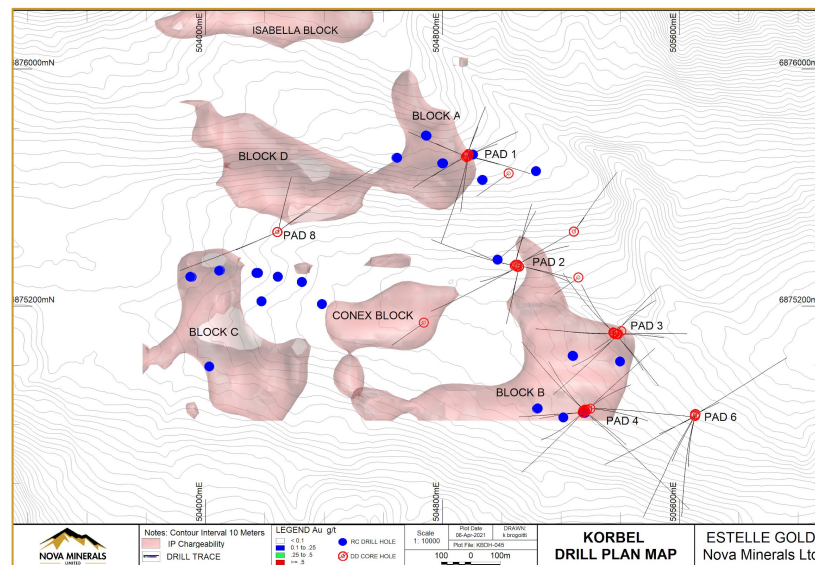 504000mE
504800mE
505600mE
ISABELLA BLOCK
6876000mN
BLOCK A
BLOCK D
PAD 1
PAD 8
PAD 2
6875200mN
CONEX BLOCK
PAD 3
BLOCK C
BLOCK B
PAD 4
PAD 6
504000mE
504800mE
505600mE
NOVA MINERALS
LIMITED
Notes: Contour Interval 10 Meters
IP Chargeability
DRILL TRACE
LEGEND Au g/t
< 0.1
0.1 to .25
.25 to .5
>= .5
RC DRILL HOLE
DD CORE HOLE
Scale
1: 10000
Plot Date
06-Apr-2021
DRAWN:
k brogoitti
Plot File: KBDH-045
100 0 100m
KORBEL
DRILL PLAN MAP
ESTELLE GOLD
Nova Minerals Ltd